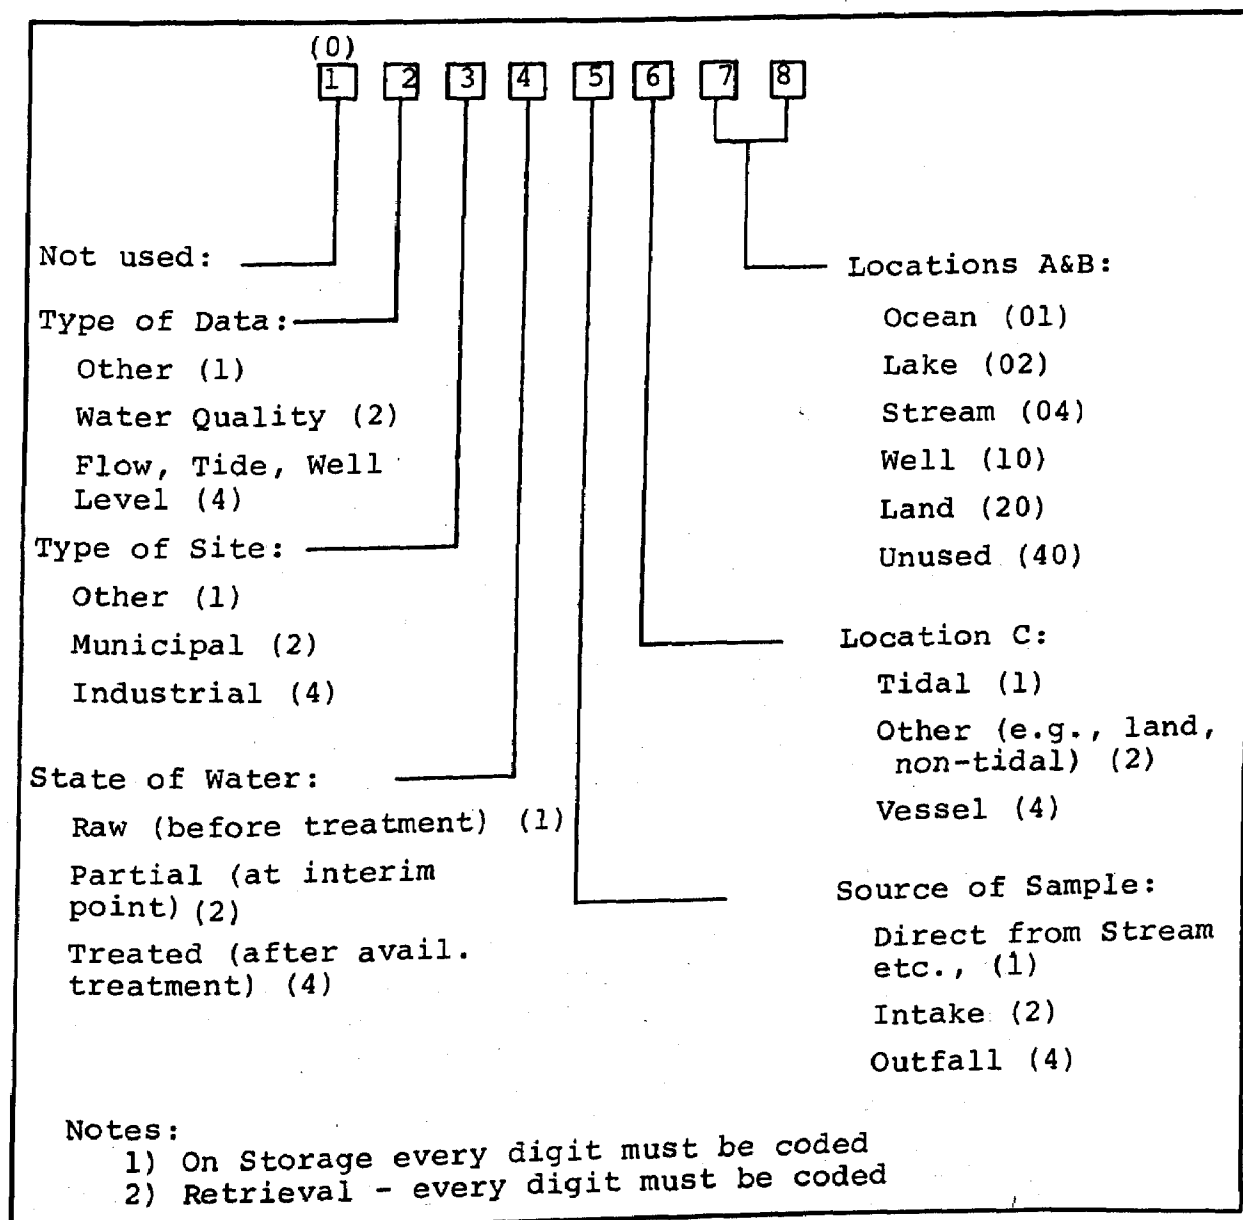 (0)
1 2 3 4 5 6 7 8
Not used:
Type of Data:
Other (1)
Water Quality (2)
Flow, Tide, Well
Level (4)
Type of Site:
Other (1)
Municipal (2)
Industrial (4)
State of Water:
Raw (before treatment) (1)
Partial (at interim
point) (2)
Treated (after avail.
treatment) (4)
Locations A&B:
Ocean (01)
Lake (02)
Stream (04)
Well (10)
Land (20)
Unused (40)
Location C:
Tidal (1)
Other (e.g., land,
non-tidal) (2)
Vessel (4)
Source of Sample:
Direct from Stream
etc., (1)
Intake (2)
Outfall (4)
Notes:
1) On Storage every digit must be coded
2) Retrieval - every digit must be coded